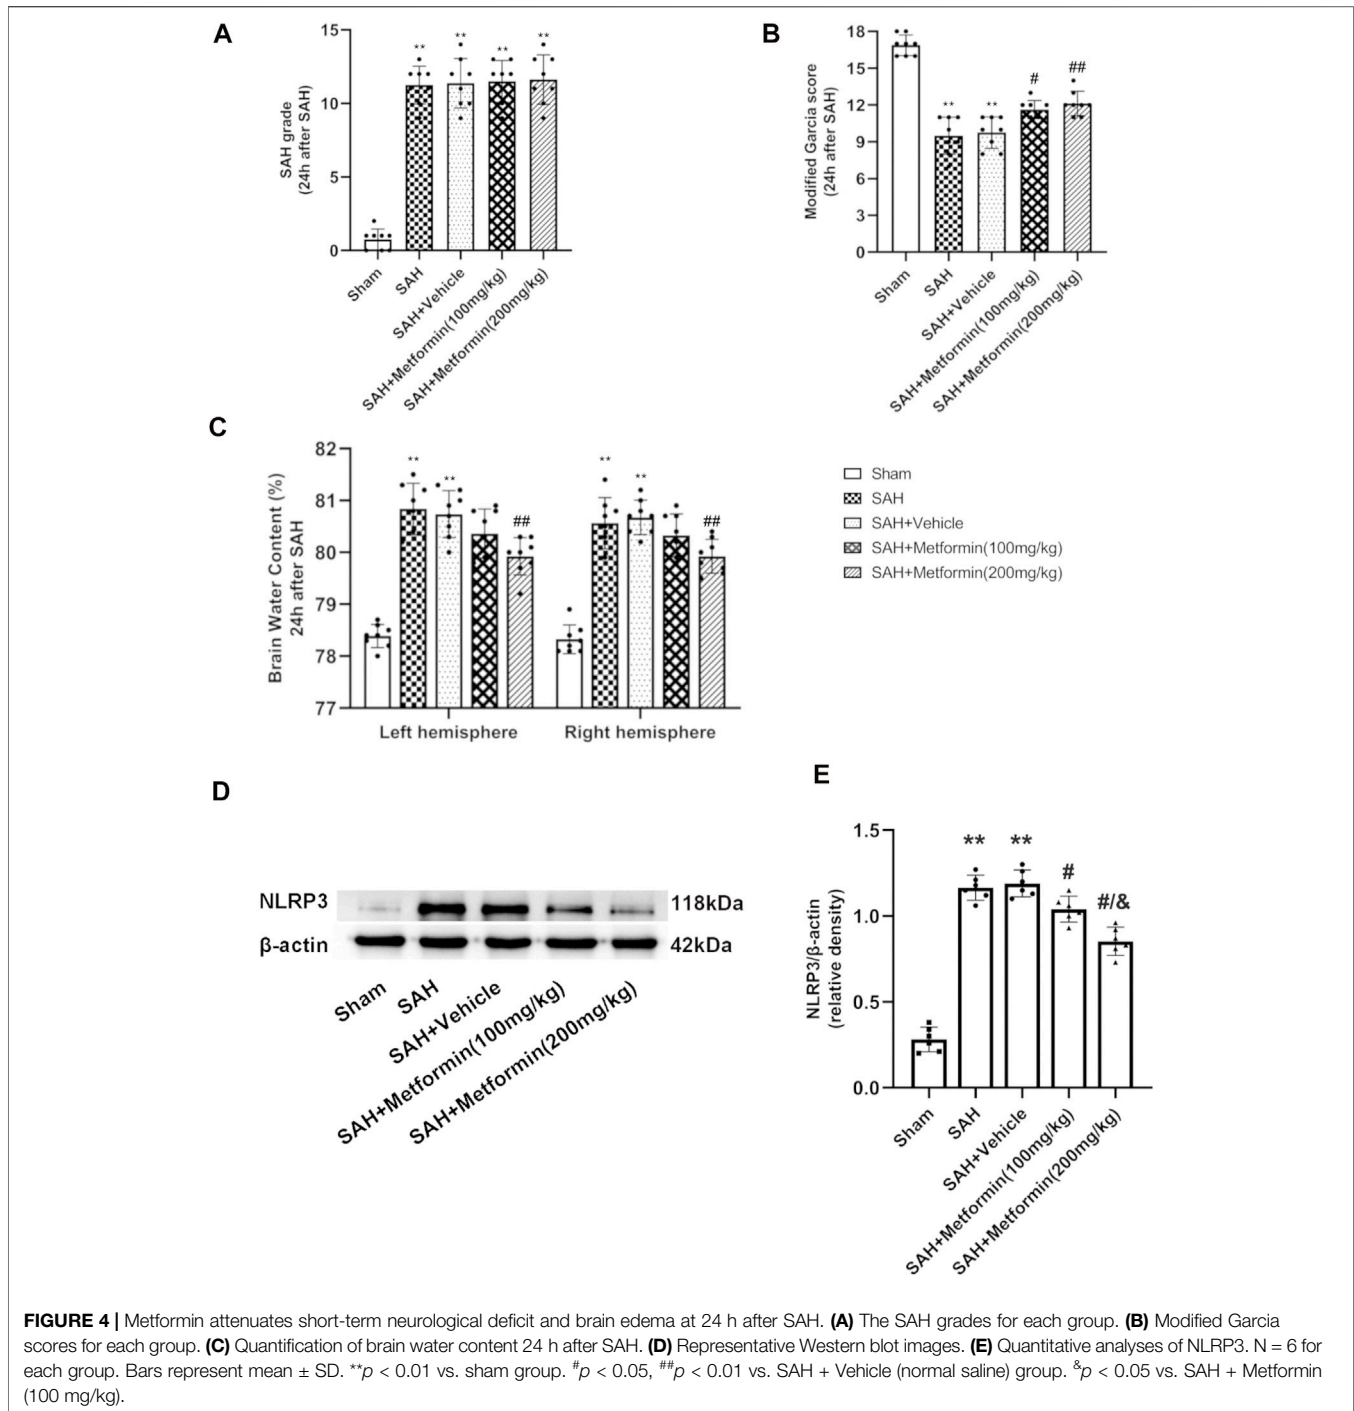 A
15
10
5
0
SAH grade
(24h after SAH)
**
**
**
**
Sham
SAH
SAH+Vehicle
SAH+Metformin(100mg/kg)
SAH+Metformin(200mg/kg)
B
18
15
12
9
6
3
0
Modified Garcia score
(24h after SAH)
**
**
#
##
Sham
SAH
SAH+Vehicle
SAH+Metformin(100mg/kg)
SAH+Metformin(200mg/kg)
C
82
81
80
79
78
77
Brain Water Content (%)
24h after SAH
**
**
##
**
**
##
Left hemisphere
Right hemisphere
Sham
SAH
SAH+Vehicle
SAH+Metformin(100mg/kg)
SAH+Metformin(200mg/kg)
D
NLRP3
118kDa
β-actin
42kDa
Sham
SAH
SAH+Vehicle
SAH+Metformin(100mg/kg)
SAH+Metformin(200mg/kg)
E
1.5
1.0
0.5
0.0
NLRP3/β-actin
(relative density)
**
**
#
#/&
Sham
SAH
SAH+Vehicle
SAH+Metformin(100mg/kg)
SAH+Metformin(200mg/kg)
FIGURE 4 | Metformin attenuates short-term neurological deficit and brain edema at 24 h after SAH. (A) The SAH grades for each group. (B) Modified Garcia
scores for each group. (C) Quantification of brain water content 24 h after SAH. (D) Representative Western blot images. (E) Quantitative analyses of NLRP3. N = 6 for
each group. Bars represent mean ± SD. **p < 0.01 vs. sham group. #p < 0.05, ##p < 0.01 vs. SAH + Vehicle (normal saline) group. &p < 0.05 vs. SAH + Metformin
(100 mg/kg).